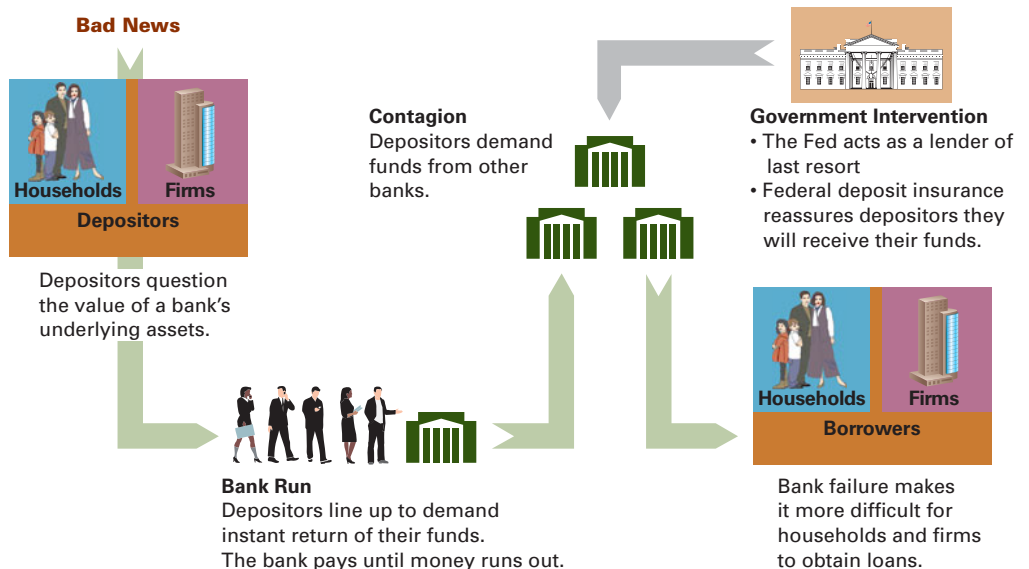 Bad News
Households
Firms
Depositors
Depositors question
the value of a bank's
underlying assets.
Bank Run
Depositors line up to demand
instant return of their funds.
The bank pays until money runs out.
Contagion
Depositors demand
funds from other
banks.
Government Intervention
• The Fed acts as a lender of
last resort
• Federal deposit insurance
reassures depositors they
will receive their funds.
Households
Firms
Borrowers
Bank failure makes
it more difficult for
households and firms
to obtain loans.